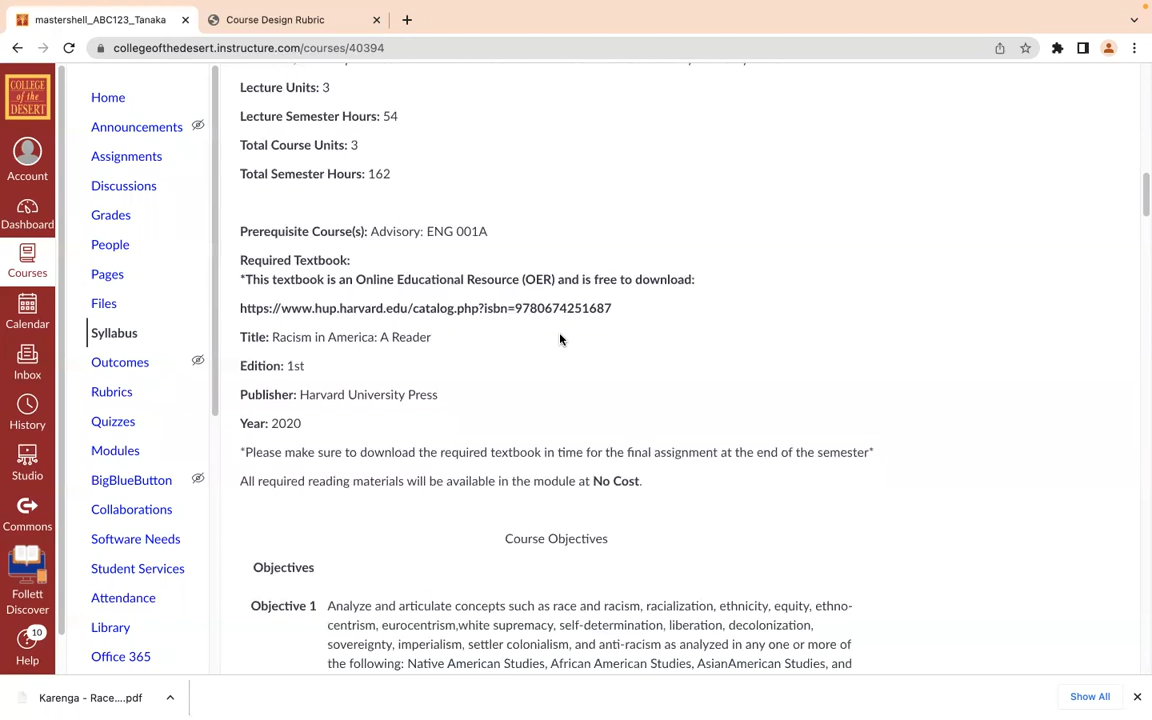 mastershell_ABC123_Tanaka
Course Design Rubric
collegeofthedesert.instructure.com/courses/40394
COLLEGE
of the
DESERT
Account
Dashboard
Courses
Calendar
Inbox
History
Studio
Commons
Follett
Discover
10
Help
Home
Announcements
Assignments
Discussions
Grades
People
Pages
Files
Syllabus
Outcomes
Rubrics
Quizzes
Modules
BigBlueButton
Collaborations
Software Needs
Student Services
Attendance
Library
Office 365
Lecture Units: 3
Lecture Semester Hours: 54
Total Course Units: 3
Total Semester Hours: 162
Prerequisite Course(s): Advisory: ENG 001A
Required Textbook:
*This textbook is an Online Educational Resource (OER) and is free to download:
https://www.hup.harvard.edu/catalog.php?isbn=9780674251687
Title: Racism in America: A Reader
Edition: 1st
Publisher: Harvard University Press
Year: 2020
*Please make sure to download the required textbook in time for the final assignment at the end of the semester*
All required reading materials will be available in the module at No Cost.
Course Objectives
Objectives
Objective 1 Analyze and articulate concepts such as race and racism, racialization, ethnicity, equity, ethno-
centrism, eurocentrism,white supremacy, self-determination, liberation, decolonization,
sovereignty, imperialism, settler colonialism, and anti-racism as analyzed in any one or more of
the following: Native American Studies, African American Studies, AsianAmerican Studies, and
Karenga - Race....pdf
Show All